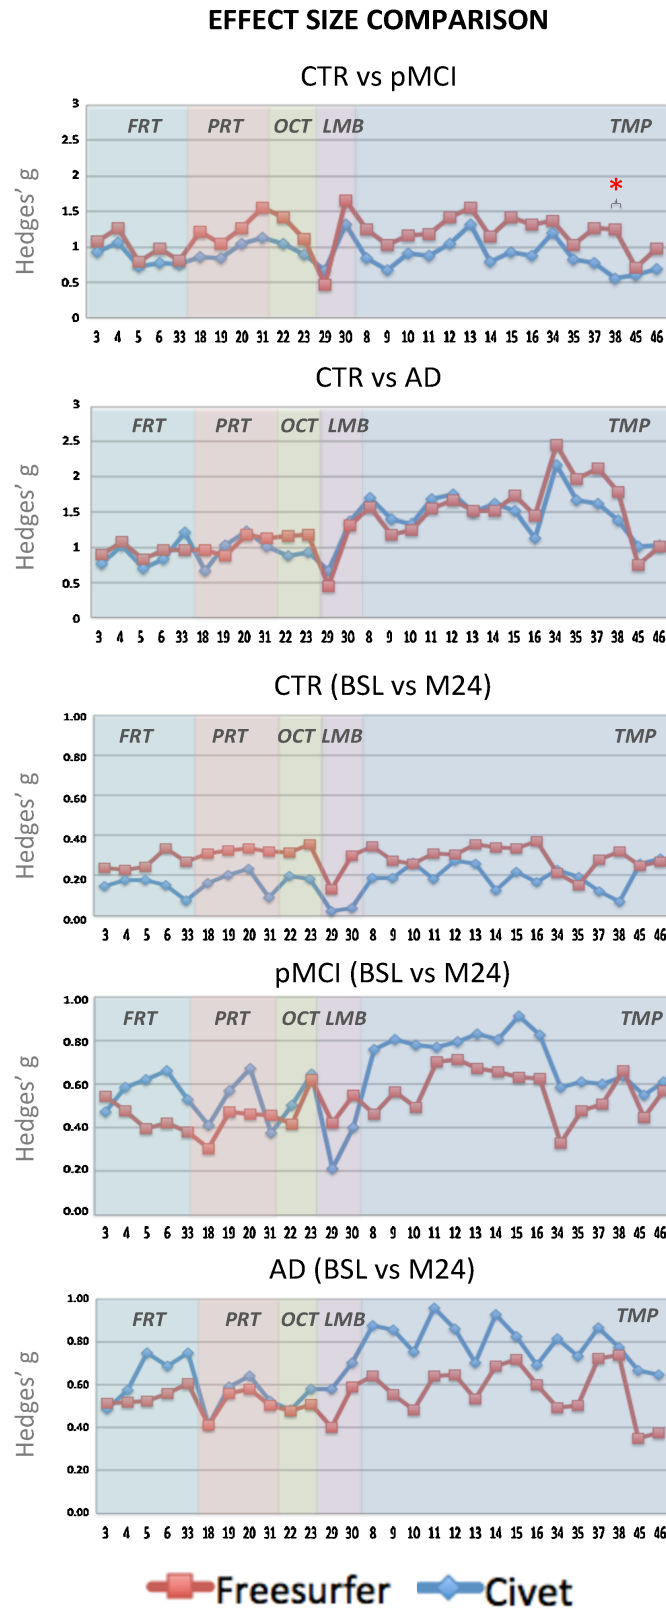 EFFECT SIZE COMPARISON
CTR vs pMCI
Hedges' g
3
2.5
2
1.5
1
0.5
0
FRT PRT OCT LMB TMP
*
3 4 5 6 33 18 19 20 31 22 23 29 30 8 9 10 11 12 13 14 15 16 34 35 37 38 45 46
CTR vs AD
Hedges' g
3
2.5
2
1.5
1
0.5
0
FRT PRT OCT LMB TMP
3 4 5 6 33 18 19 20 31 22 23 29 30 8 9 10 11 12 13 14 15 16 34 35 37 38 45 46
CTR (BSL vs M24)
Hedges' g
1.00
0.80
0.60
0.40
0.20
0.00
FRT PRT OCT LMB TMP
3 4 5 6 33 18 19 20 31 22 23 29 30 8 9 10 11 12 13 14 15 16 34 35 37 38 45 46
pMCI (BSL vs M24)
Hedges' g
1.00
0.80
0.60
0.40
0.20
0.00
FRT PRT OCT LMB TMP
3 4 5 6 33 18 19 20 31 22 23 29 30 8 9 10 11 12 13 14 15 16 34 35 37 38 45 46
AD (BSL vs M24)
Hedges' g
1.00
0.80
0.60
0.40
0.20
0.00
FRT PRT OCT LMB TMP
3 4 5 6 33 18 19 20 31 22 23 29 30 8 9 10 11 12 13 14 15 16 34 35 37 38 45 46
Freesurfer Civet